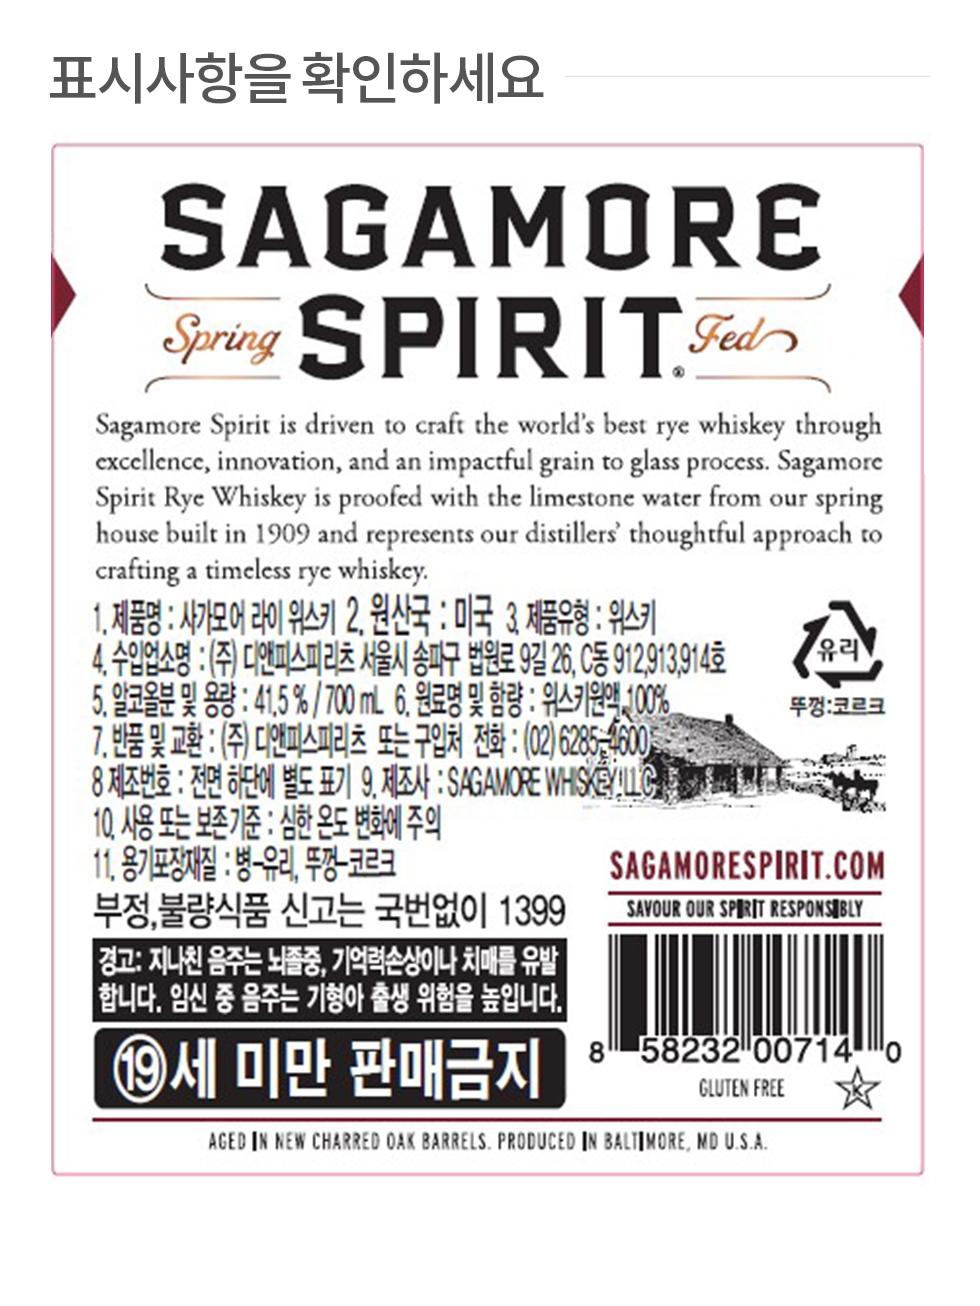 표시사항을 확인하세요
SAGAMORE
Spring SPIRIT® Fed
Sagamore Spirit is driven to craft the world's best rye whiskey through
excellence, innovation, and an impactful grain to glass process. Sagamore
Spirit Rye Whiskey is proofed with the limestone water from our spring
house built in 1909 and represents our distillers' thoughtful approach to
crafting a timeless rye whiskey.
1. 제품명 : 사가모어 라이 위스키 2. 원산국 : 미국 3. 제품유형 : 위스키
4. 수입업소명 : (주) 디앤피스피리츠 서울시 송파구 법원로 9길 26, C동 912,913,914호
5. 알코올분 및 용량 : 41.5 % / 700 mL 6. 원료명 및 함량 : 위스키원액 100%
7. 반품 및 교환 : (주) 디앤피스피리츠 또는 구입처 전화 : (02) 6285-4600
8 제조번호 : 전면 하단에 별도 표기 9. 제조사 : SAGAMORE WHISKEY LLC
10. 사용 또는 보존기준 : 심한 온도 변화에 주의
11. 용기포장재질 : 병-유리, 뚜껑-코르크
유리
뚜껑:코르크
부정,불량식품 신고는 국번없이 1399
경고: 지나친 음주는 뇌졸중, 기억력손상이나 치매를 유발
합니다. 임신 중 음주는 기형아 출생 위험을 높입니다.
19세 미만 판매금지
SAGAMORESPIRIT.COM
SAVOUR OUR SPIRIT RESPONSIBLY
8 58232 00714 0
GLUTEN FREE K
AGED IN NEW CHARRED OAK BARRELS. PRODUCED IN BALTIMORE, MD U.S.A.